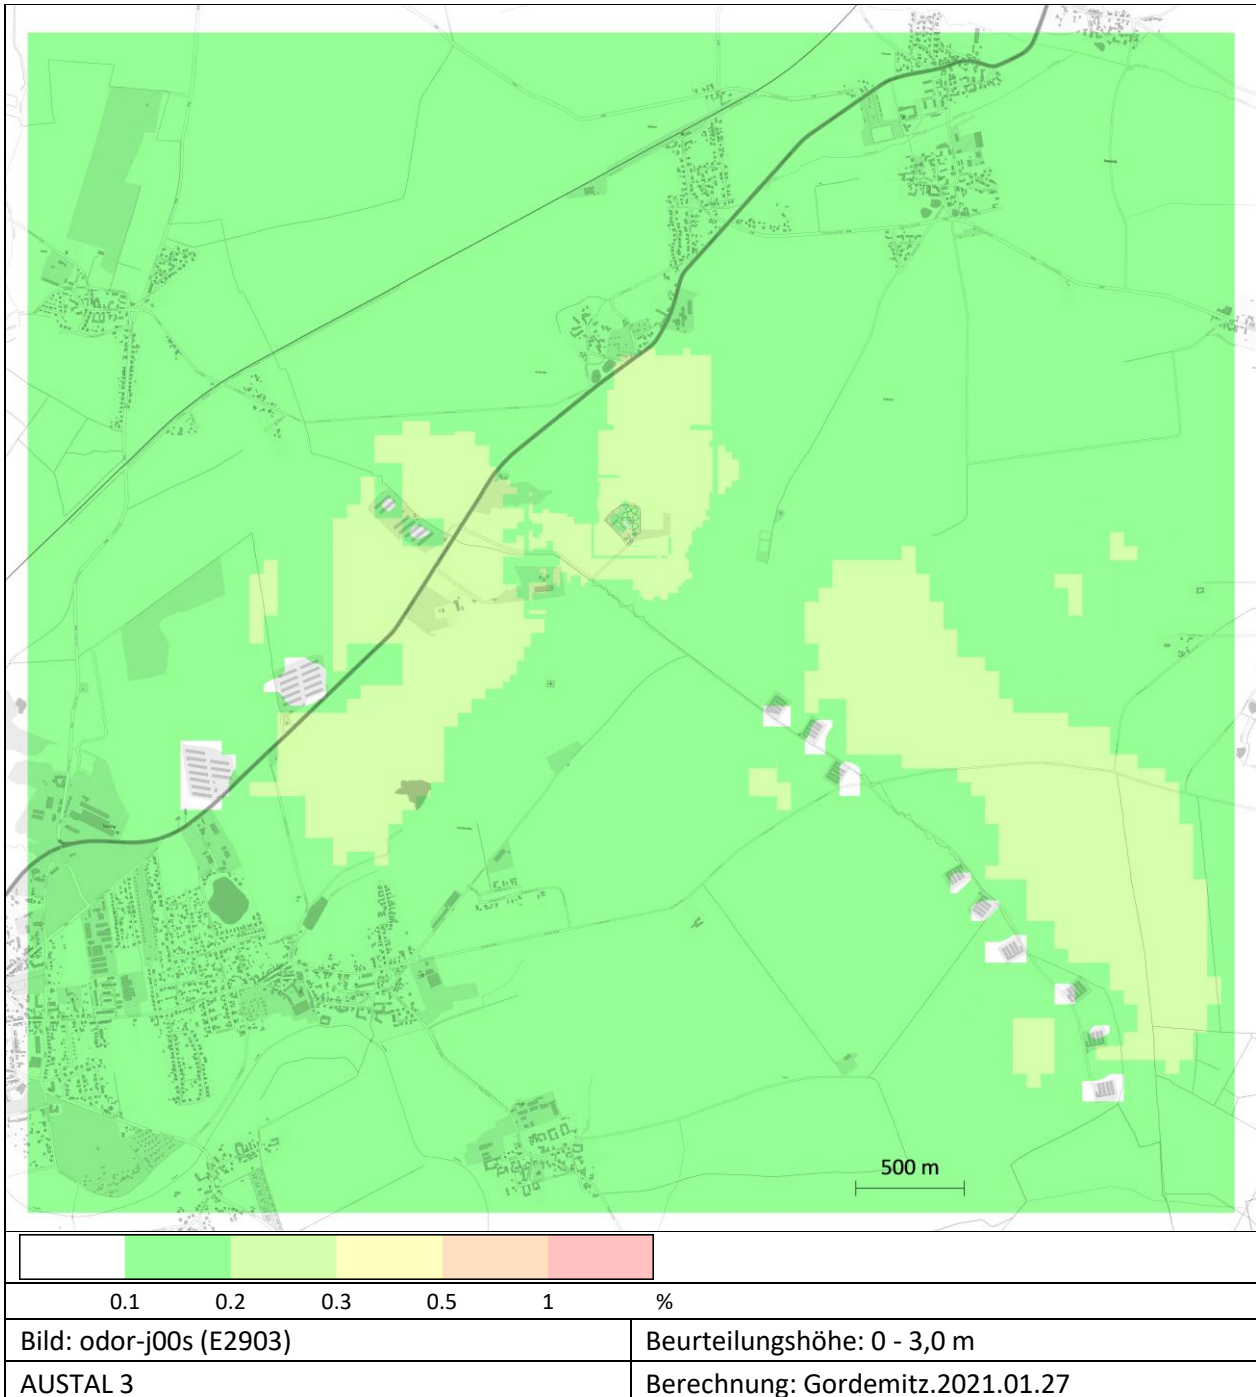 500 m
0.1 0.2 0.3 0.5 1 %
Bild: odor-j00s (E2903)
Beurteilungshöhe: 0 - 3,0 m
AUSTAL 3
Berechnung: Gordemitz.2021.01.27